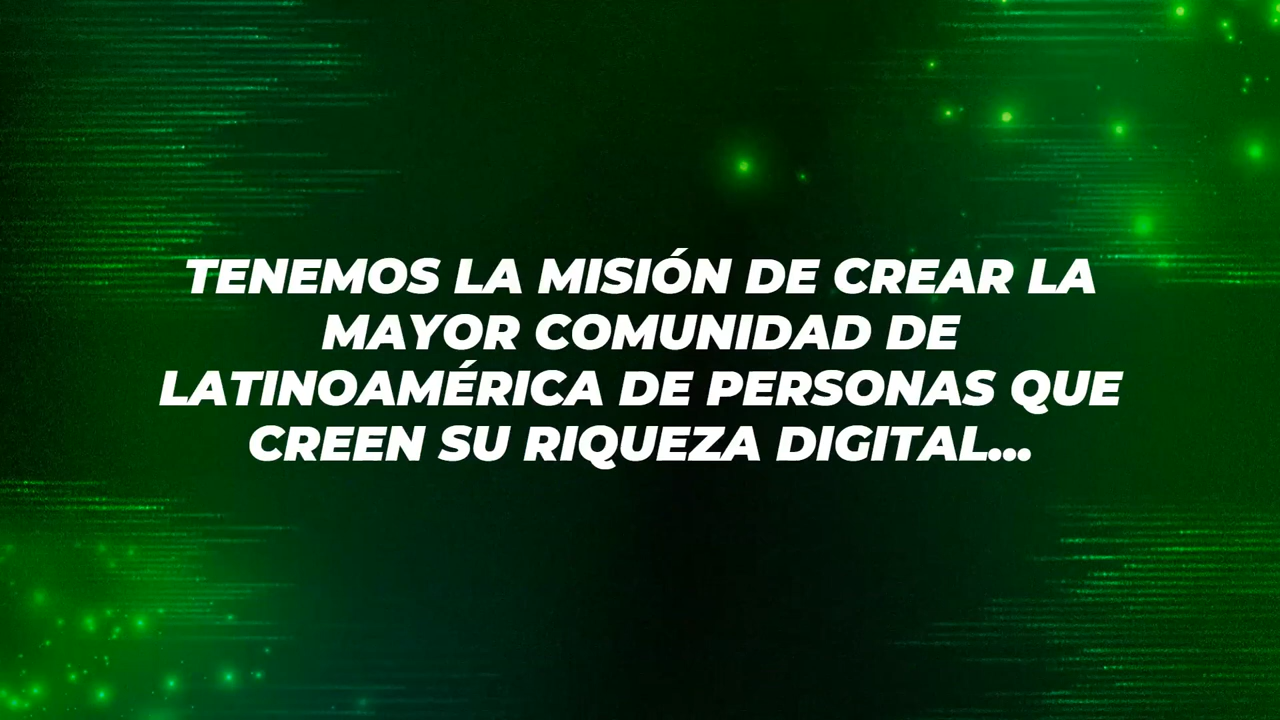 TENEMOS LA MISIÓN DE CREAR LA
MAYOR COMUNIDAD DE
LATINOAMÉRICA DE PERSONAS QUE
CREEN SU RIQUEZA DIGITAL...